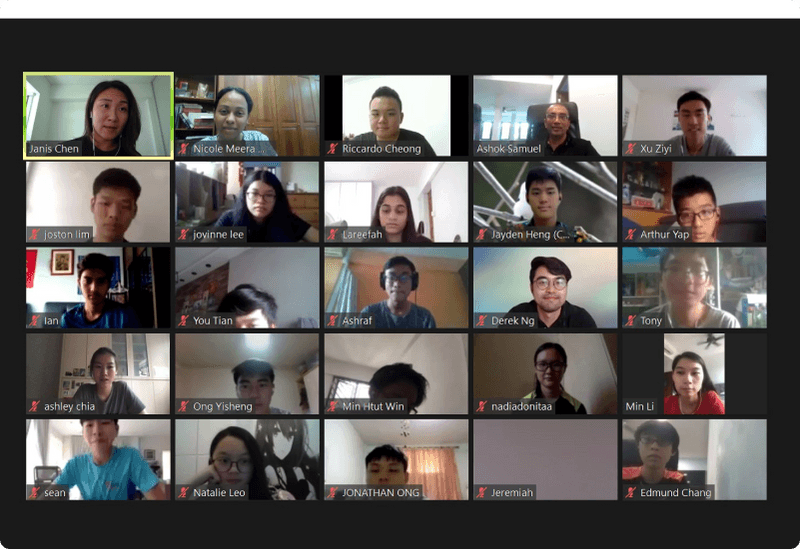 Janis Chen
Nicole Meera ...
Riccardo Cheong
Ashok Samuel
Xu Ziyi
joston lim
joyinne lee
Lareefah
Jayden Heng (C...
Arthur Yap
Ian
You Tian
Ashraf
Derek Ng
Tony
ashley chia
Ong Yisheng
Min Htut Win
nadiadonitaa
Min Li
sean
Natalie Leo
JONATHAN ONG
Jeremiah
Edmund Chang